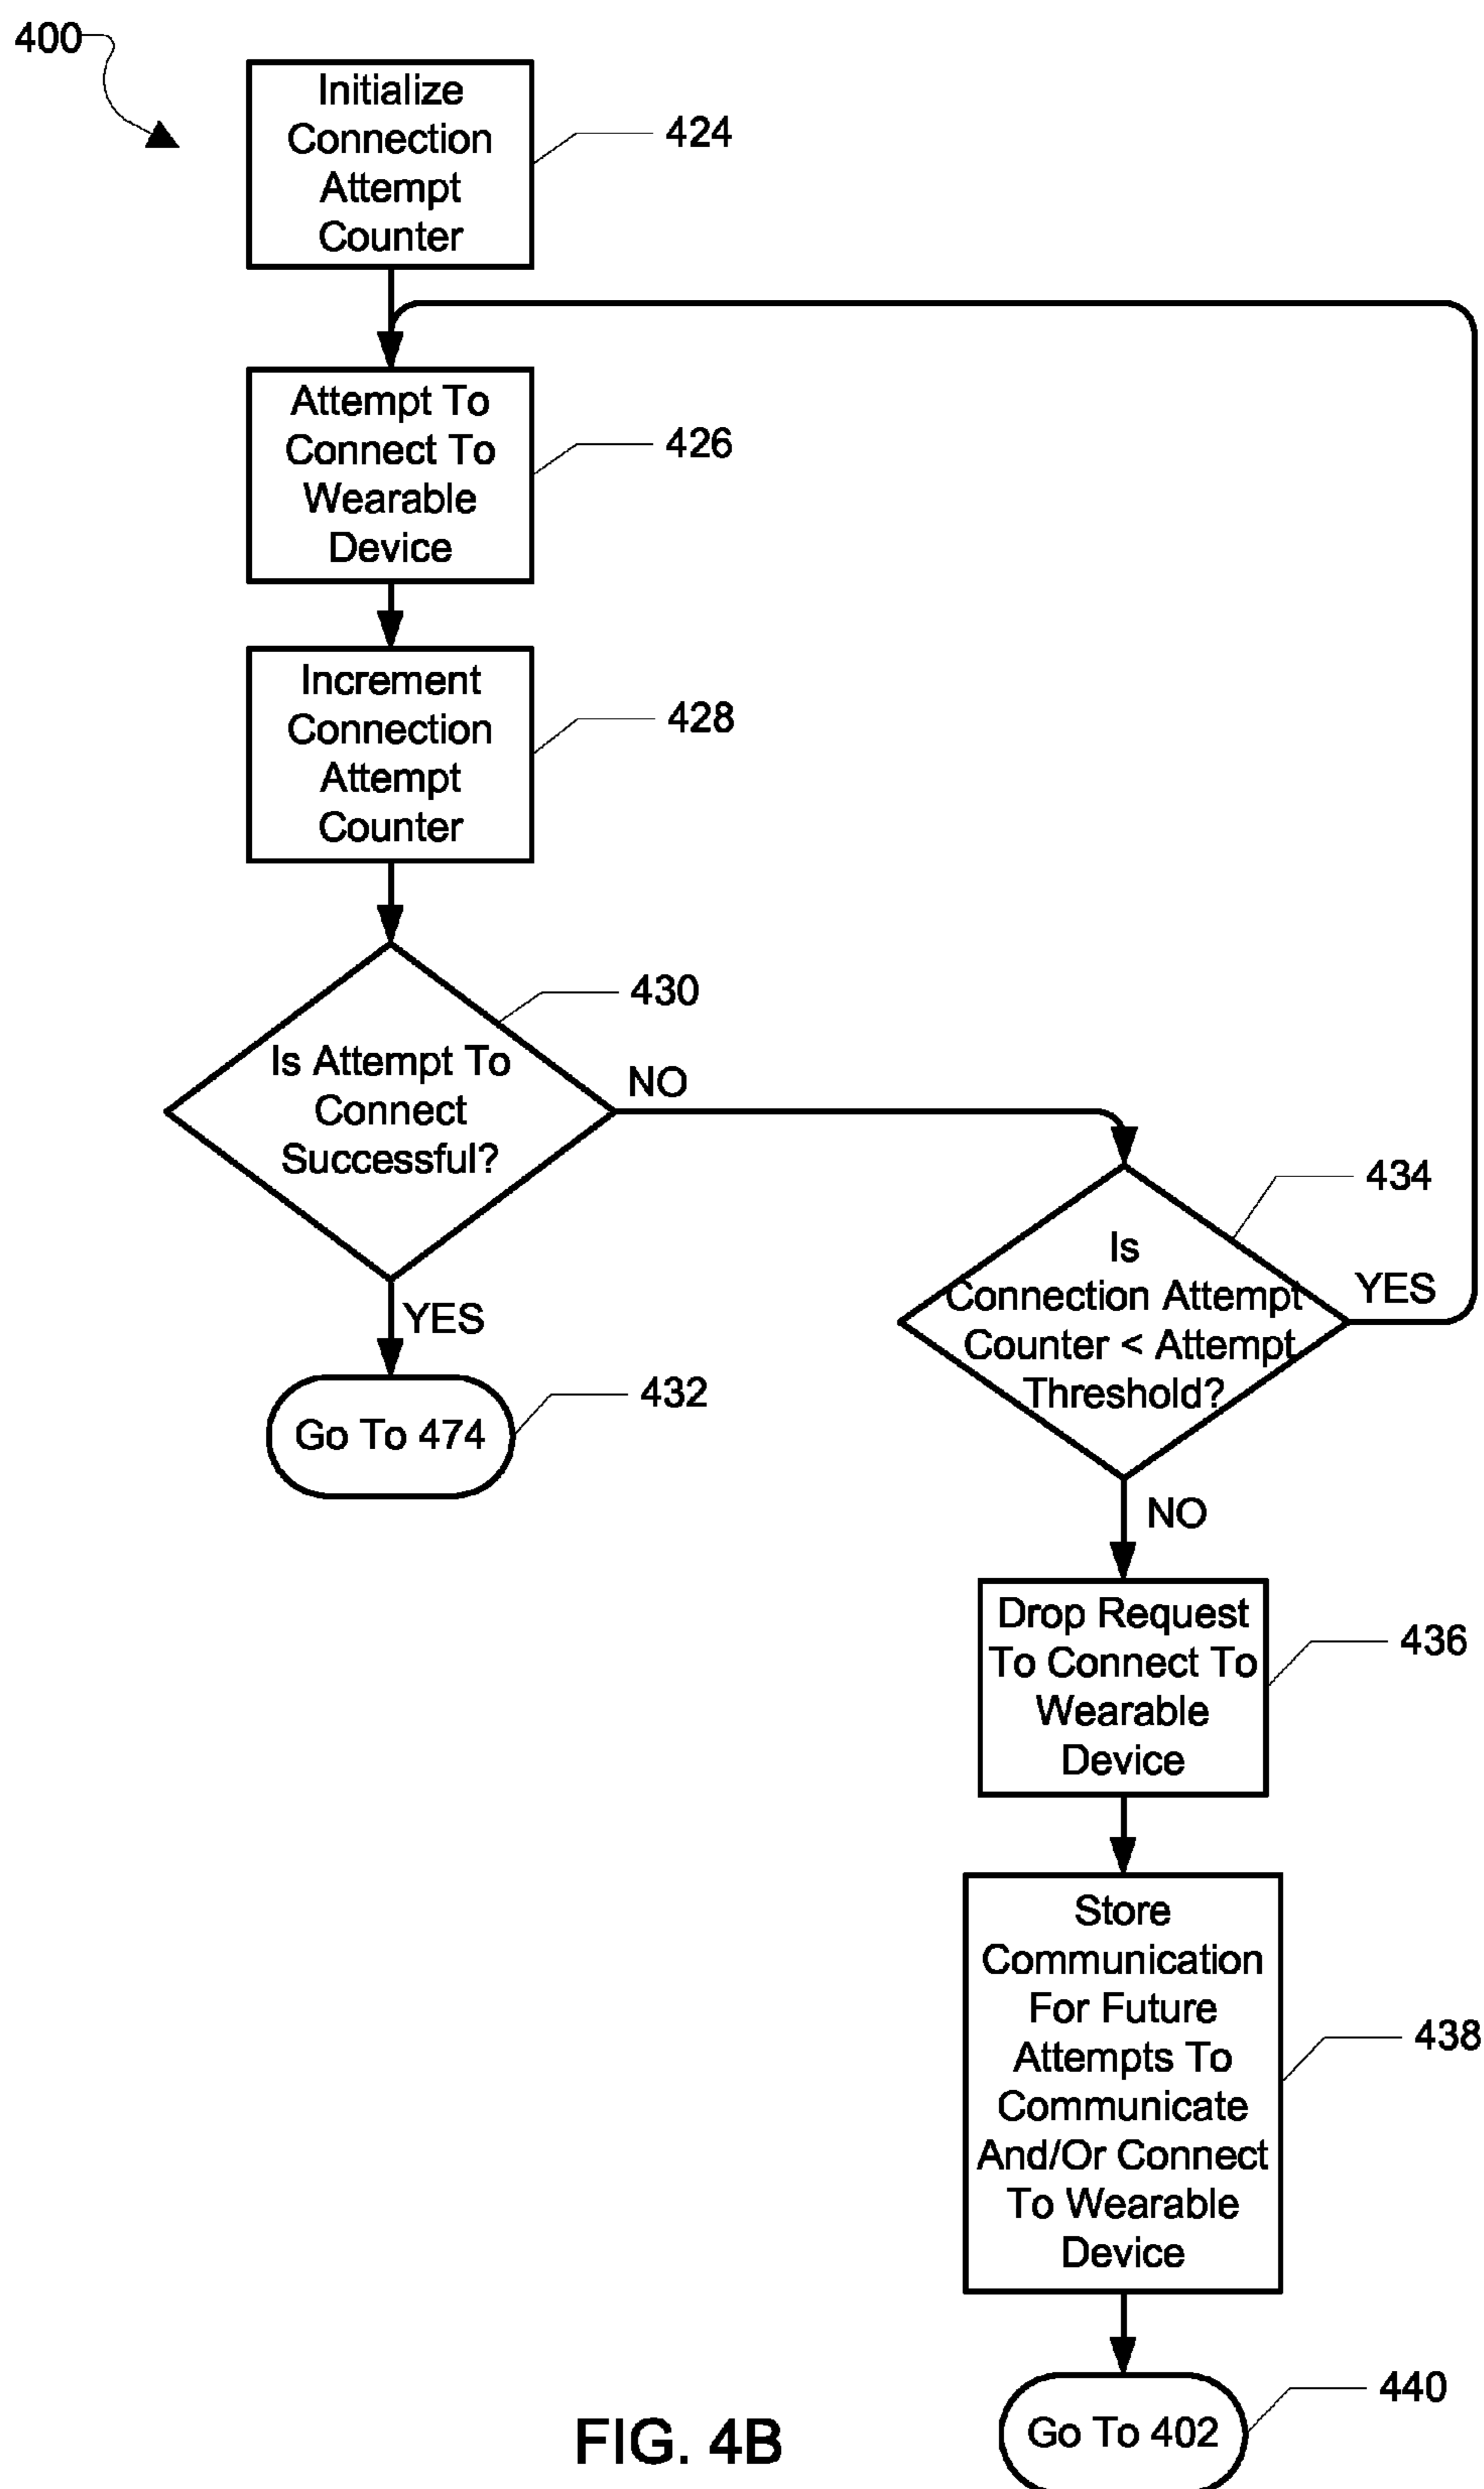 400
Initialize
Connection
Attempt
Counter
424
Attempt To
Connect To
Wearable
Device
426
Increment
Connection
Attempt
Counter
428
Is Attempt To
Connect
Successful?
430
NO
YES
Go To 474
432
Is
Connection Attempt
Counter < Attempt
Threshold?
434
YES
NO
Drop Request
To Connect To
Wearable
Device
436
Store
Communication
For Future
Attempts To
Communicate
And/Or Connect
To Wearable
Device
438
Go To 402
440
FIG. 4B